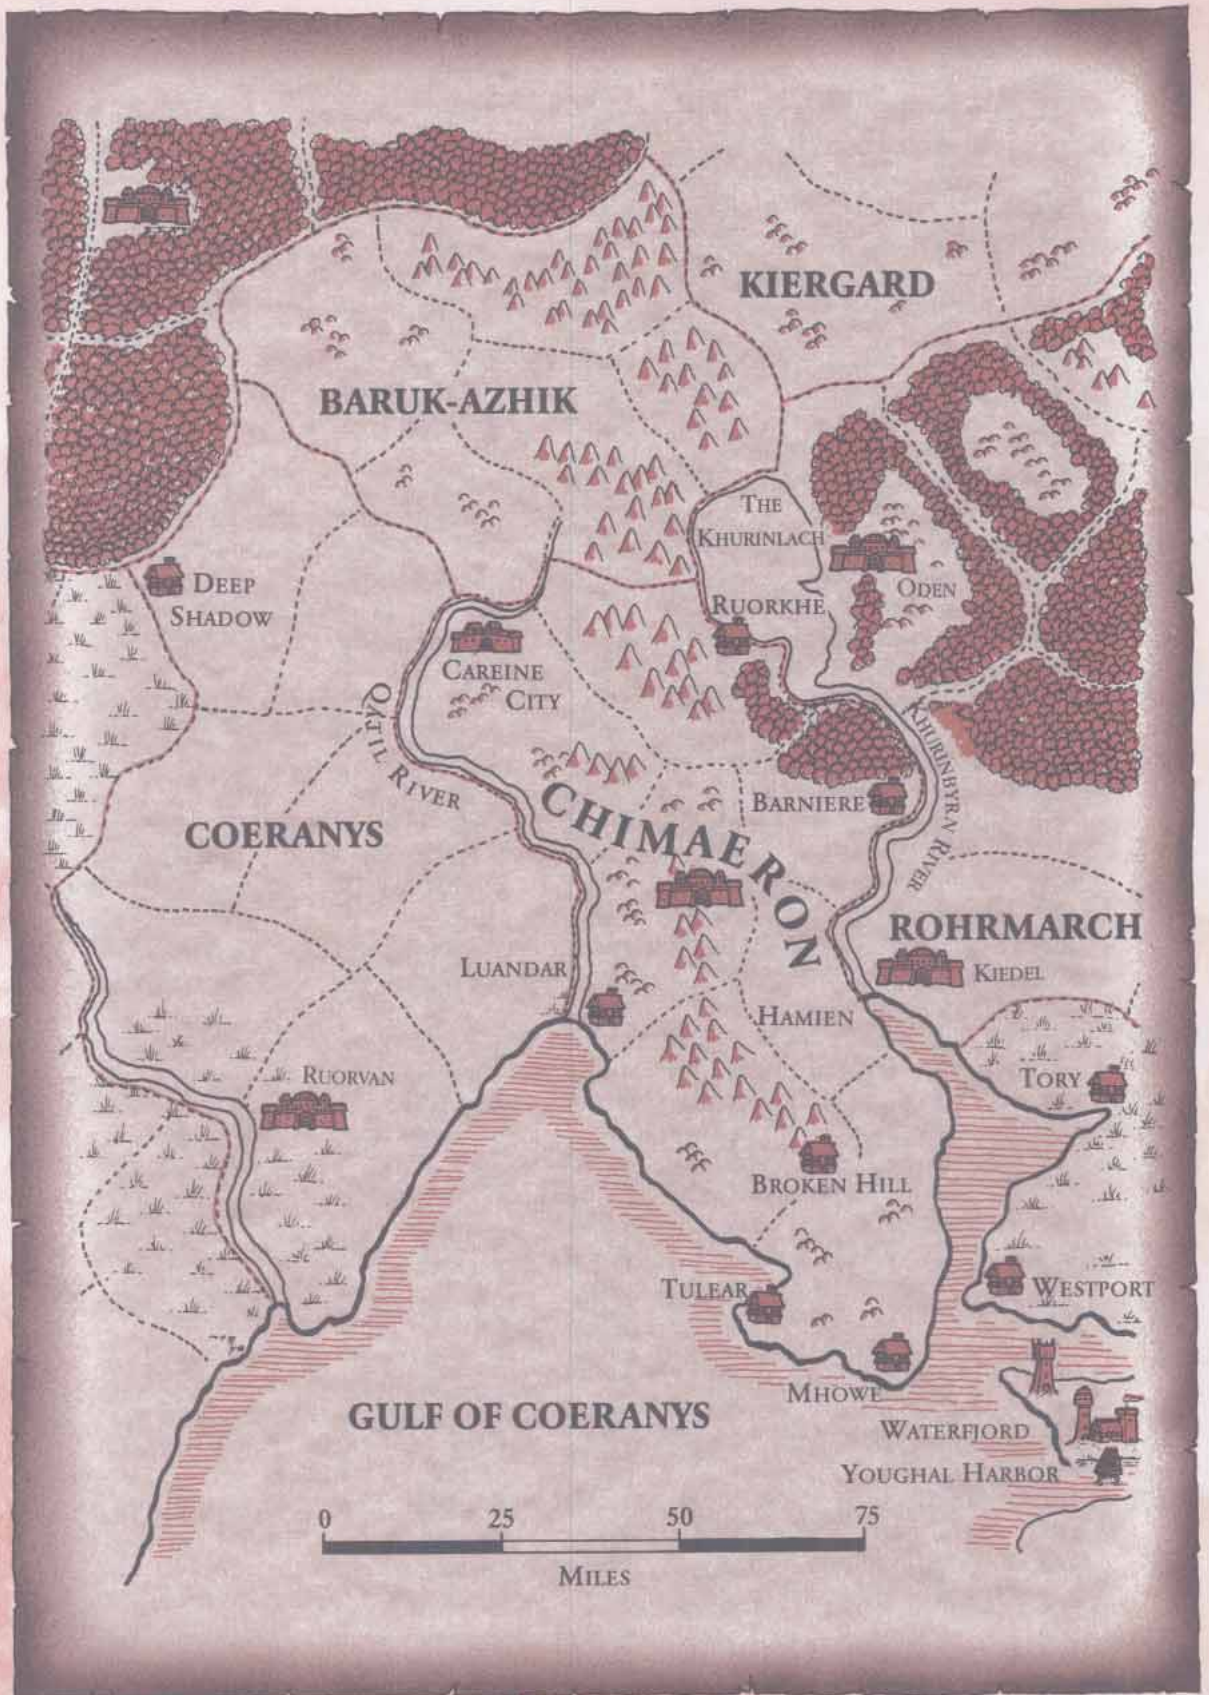 KIERGARD
BARUK-AZHIK
THE
KHURINLACH
DEEP
SHADOW
ODEN
RUORKHE
CAREINE
CITY
OLEVO RIVER
KHURINBYRN RIVER
BARNIERE
COERANYS
CHIMAERON
ROHRMARCH
LUANDAR
KIEDEL
HAMIEN
RUORVAN
TORY
BROKEN HILL
TULEAR
WESTPORT
MHOWE
GULF OF COERANYS
WATERFJORD
YOUGHAL HARBOR
0 25 50 75
MILES